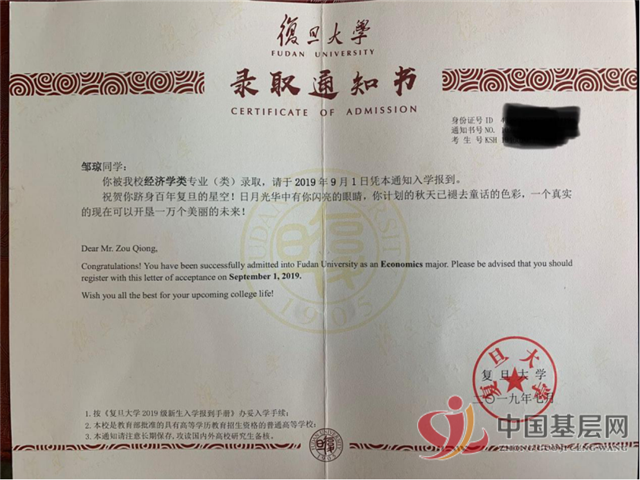 復旦大學
FUDAN UNIVERSITY
录取通知书
CERTIFICATE OF ADMISSION
身份证号 ID
通知书号 NO.
考生号 KSH
邹琼同学:
你被我校经济学类专业（类）录取，请于2019年9月1日凭本通知入学报到。
祝贺你跻身百年复旦的星空！日月光华中有你闪亮的眼睛，你计划的秋天已褪去童话的色彩，一个真实
的现在可以开垦一万个美丽的未来！
Dear Mr. Zou Qiong,
Congratulations! You have been successfully admitted into Fudan University as an Economics major. Please be advised that you should
register with this letter of acceptance on September 1, 2019.
Wish you all the best for your upcoming college life!
1905
复旦大学
复旦大学
二〇一九年七月
1.按《复旦大学2019级新生入学报到手册》办妥入学手续；
2.本校是教育部批准的具有高等学历教育招生资格的普通高等学校；
3.本通知请注意长期保存，攻读国内外高校研究生备核。
中国基层网